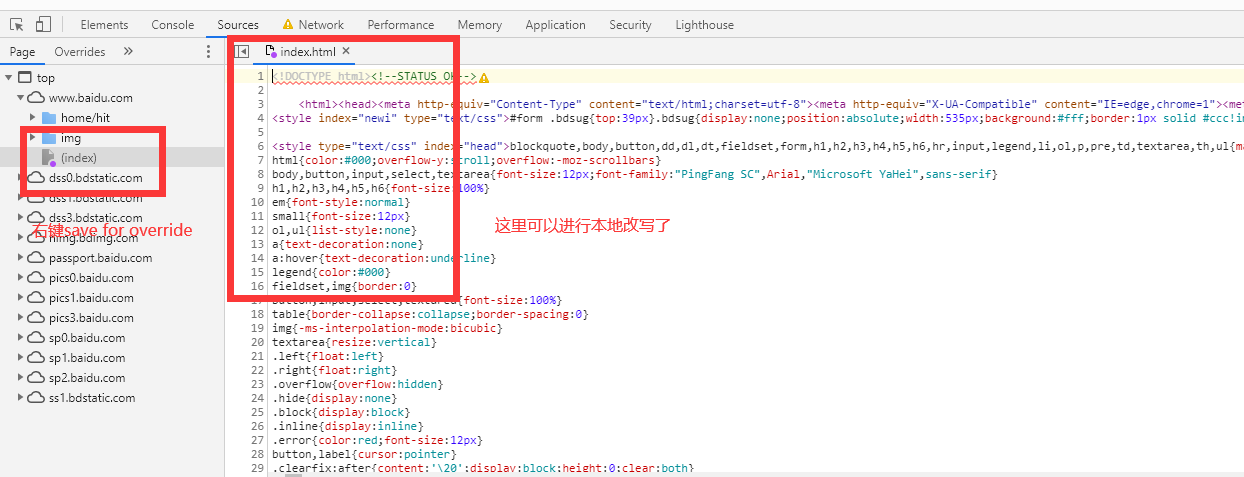 Elements Console Sources Network Performance Memory Application Security Lighthouse
Page Overrides »
index.html ×
top
www.baidu.com
home/hit
img
(index)
dss0.bdstatic.com
dss1.bdstatic.com
dss3.bdstatic.com
右键save for override
himg.bdimg.com
passport.baidu.com
pics0.baidu.com
pics1.baidu.com
pics3.baidu.com
sp0.baidu.com
sp1.baidu.com
sp2.baidu.com
ss1.bdstatic.com
1 <!DOCTYPE html><!--STATUS OK-->
2
3 <html><head><meta http-equiv="Content-Type" content="text/html;charset=utf-8"><meta http-equiv="X-UA-Compatible" content="IE=edge,chrome=1"><met
4 <style index="newi" type="text/css">#form .bdsug{top:39px}.bdsug{display:none;position:absolute;width:535px;background:#fff;border:1px solid #ccc!i
5
6 <style type="text/css" index="head">blockquote,body,button,dd,dl,dt,fieldset,form,h1,h2,h3,h4,h5,h6,hr,input,legend,li,ol,p,pre,td,textarea,th,ul{ma
7 html{color:#000;overflow-y:scroll;overflow:-moz-scrollbars}
8 body,button,input,select,textarea{font-size:12px;font-family:"PingFang SC",Arial,"Microsoft YaHei",sans-serif}
9 h1,h2,h3,h4,h5,h6{font-size:100%}
10 em{font-style:normal}
11 small{font-size:12px}
12 ol,ul{list-style:none}
这里可以进行本地改写了
13 a{text-decoration:none}
14 a:hover{text-decoration:underline}
15 legend{color:#000}
16 fieldset,img{border:0}
17 button,input,select,textarea{font-size:100%}
18 table{border-collapse:collapse;border-spacing:0}
19 img{-ms-interpolation-mode:bicubic}
20 textarea{resize:vertical}
21 .left{float:left}
22 .right{float:right}
23 .overflow{overflow:hidden}
24 .hide{display:none}
25 .block{display:block}
26 .inline{display:inline}
27 .error{color:red;font-size:12px}
28 button,label{cursor:pointer}
29 .clearfix:after{content:'\20';display:block;height:0;clear:both}